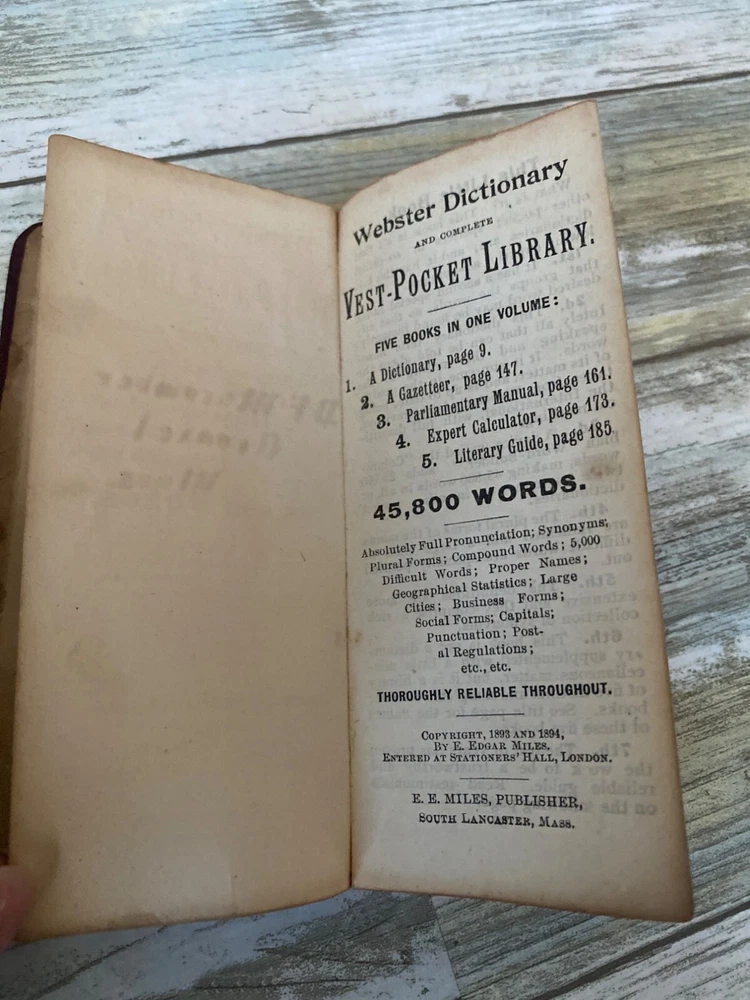 Webster Dictionary
AND COMPLETE
VEST-POCKET LIBRARY.
FIVE BOOKS IN ONE VOLUME:
1. A Dictionary, page 9.
2. A Gazetteer, page 147.
3. Parliamentary Manual, page 161.
4. Expert Calculator, page 173.
5. Literary Guide, page 185
45,800 WORDS.
Absolutely Full Pronunciation; Synonyms;
Plural Forms; Compound Words; 5,000
Difficult Words; Proper Names;
Geographical Statistics; Large
Cities; Business Forms;
Social Forms; Capitals;
Punctuation; Post-
al Regulations;
etc., etc.
THOROUGHLY RELIABLE THROUGHOUT.
COPYRIGHT, 1893 AND 1894,
BY E. EDGAR MILES.
ENTERED AT STATIONERS' HALL, LONDON.
E. E. MILES, PUBLISHER,
SOUTH LANCASTER, MASS.